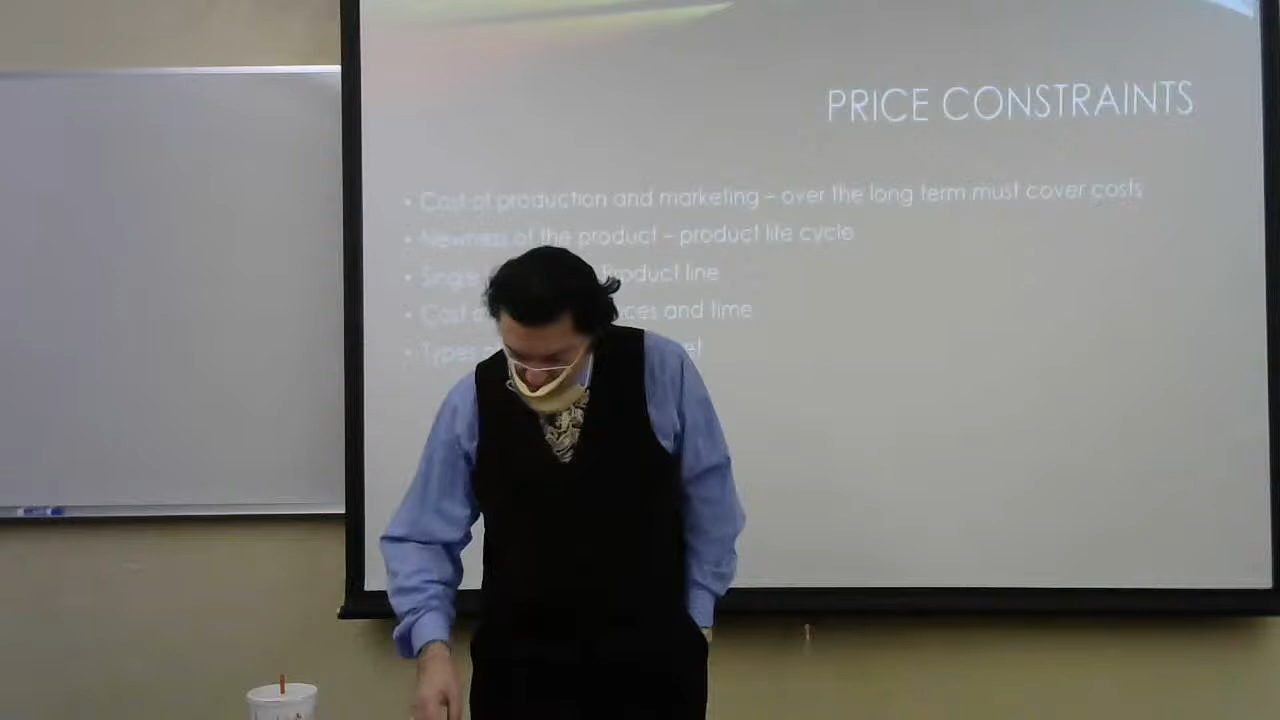 PRICE CONSTRAINTS
• Cost of production and marketing – over the long term must cover costs
• Newness of the product – product life cycle
• Single Product line
• Cost and time
• Types